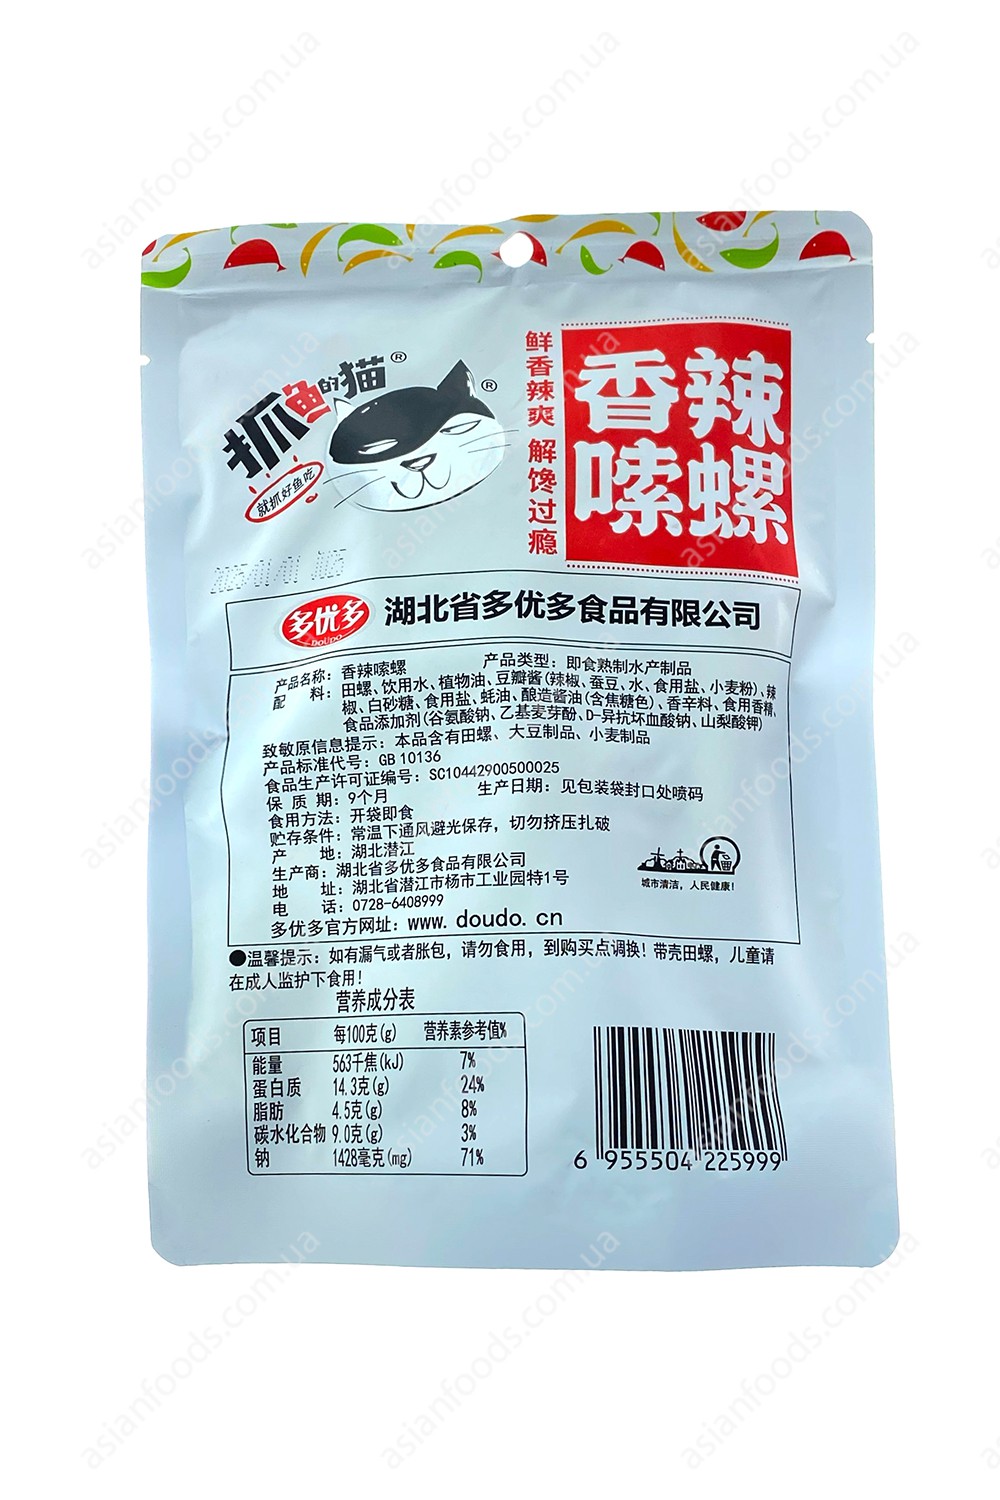 抓鱼的猫®
®
就抓好鱼吃
鲜香辣爽 解馋过瘾
香辣
嗦螺
2025/01/01
多优多
DoUDo
湖北省多优多食品有限公司
产品名称：香辣嗦螺 产品类型：即食熟制水产制品
配 料：田螺、饮用水、植物油、豆瓣酱(辣椒、蚕豆、水、食用盐、小麦粉)、辣
椒、白砂糖、食用盐、蚝油、酿造酱油(含焦糖色)、香辛料、食用香精、
食品添加剂(谷氨酸钠、乙基麦芽酚、D-异抗坏血酸钠、山梨酸钾)
致敏原信息提示：本品含有田螺、大豆制品、小麦制品
产品标准代号：GB 10136
食品生产许可证编号：SC10442900500025
保 质 期：9个月 生产日期：见包装袋封口处喷码
食用方法：开袋即食
贮存条件：常温下通风避光保存，切勿挤压扎破
产 地：湖北潜江
生产商：湖北省多优多食品有限公司
地 址：湖北省潜江市杨市工业园特1号
电 话：0728-6408999
多优多官方网址：www.doudo.cn
城市清洁，人民健康！
●温馨提示：如有漏气或者胀包，请勿食用，到购买点调换！带壳田螺，儿童请
在成人监护下食用！
营养成分表
项目 每100克(g) 营养素参考值%
能量 563千焦(kJ) 7%
蛋白质 14.3克(g) 24%
脂肪 4.5克(g) 8%
碳水化合物 9.0克(g) 3%
钠 1428毫克(mg) 71%
6 955504 225999
asianfoods.com.ua